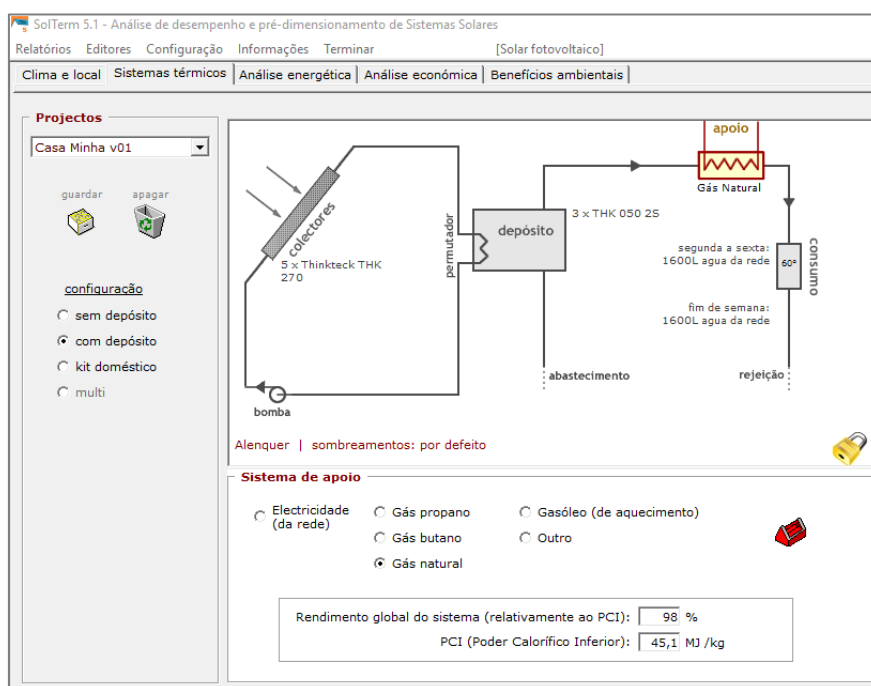 SolTerm 5.1 - Análise de desempenho e pré-dimensionamento de Sistemas Solares
Relatórios Editores Configuração Informações Terminar [Solar fotovoltaico]
Clima e local Sistemas térmicos Análise energética Análise económica Benefícios ambientais
Projectos
Casa Minha v01
guardar apagar
configuração
sem depósito
com depósito
kit doméstico
multi
apoio
Gás Natural
colectores
5 x Thinkteck THK
270
permutador
depósito
3 x THK 050 2S
segunda a sexta:
1600L agua da rede
60º
consumo
fim de semana:
1600L agua da rede
abastecimento
rejeição
bomba
Alenquer | sombreamentos: por defeito
Sistema de apoio
Electricidade
(da rede)
Gás propano
Gasóleo (de aquecimento)
Gás butano
Outro
Gás natural
Rendimento global do sistema (relativamente ao PCI): 98 %
PCI (Poder Calorífico Inferior): 45,1 MJ /kg